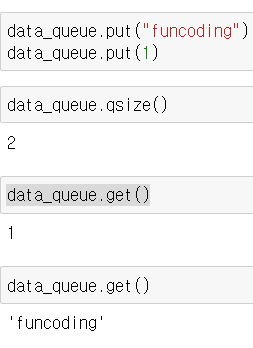 data_queue.put("funcoding")
data_queue.put(1)
data_queue.qsize()
2
data_queue.get()
1
data_queue.get()
'funcoding'